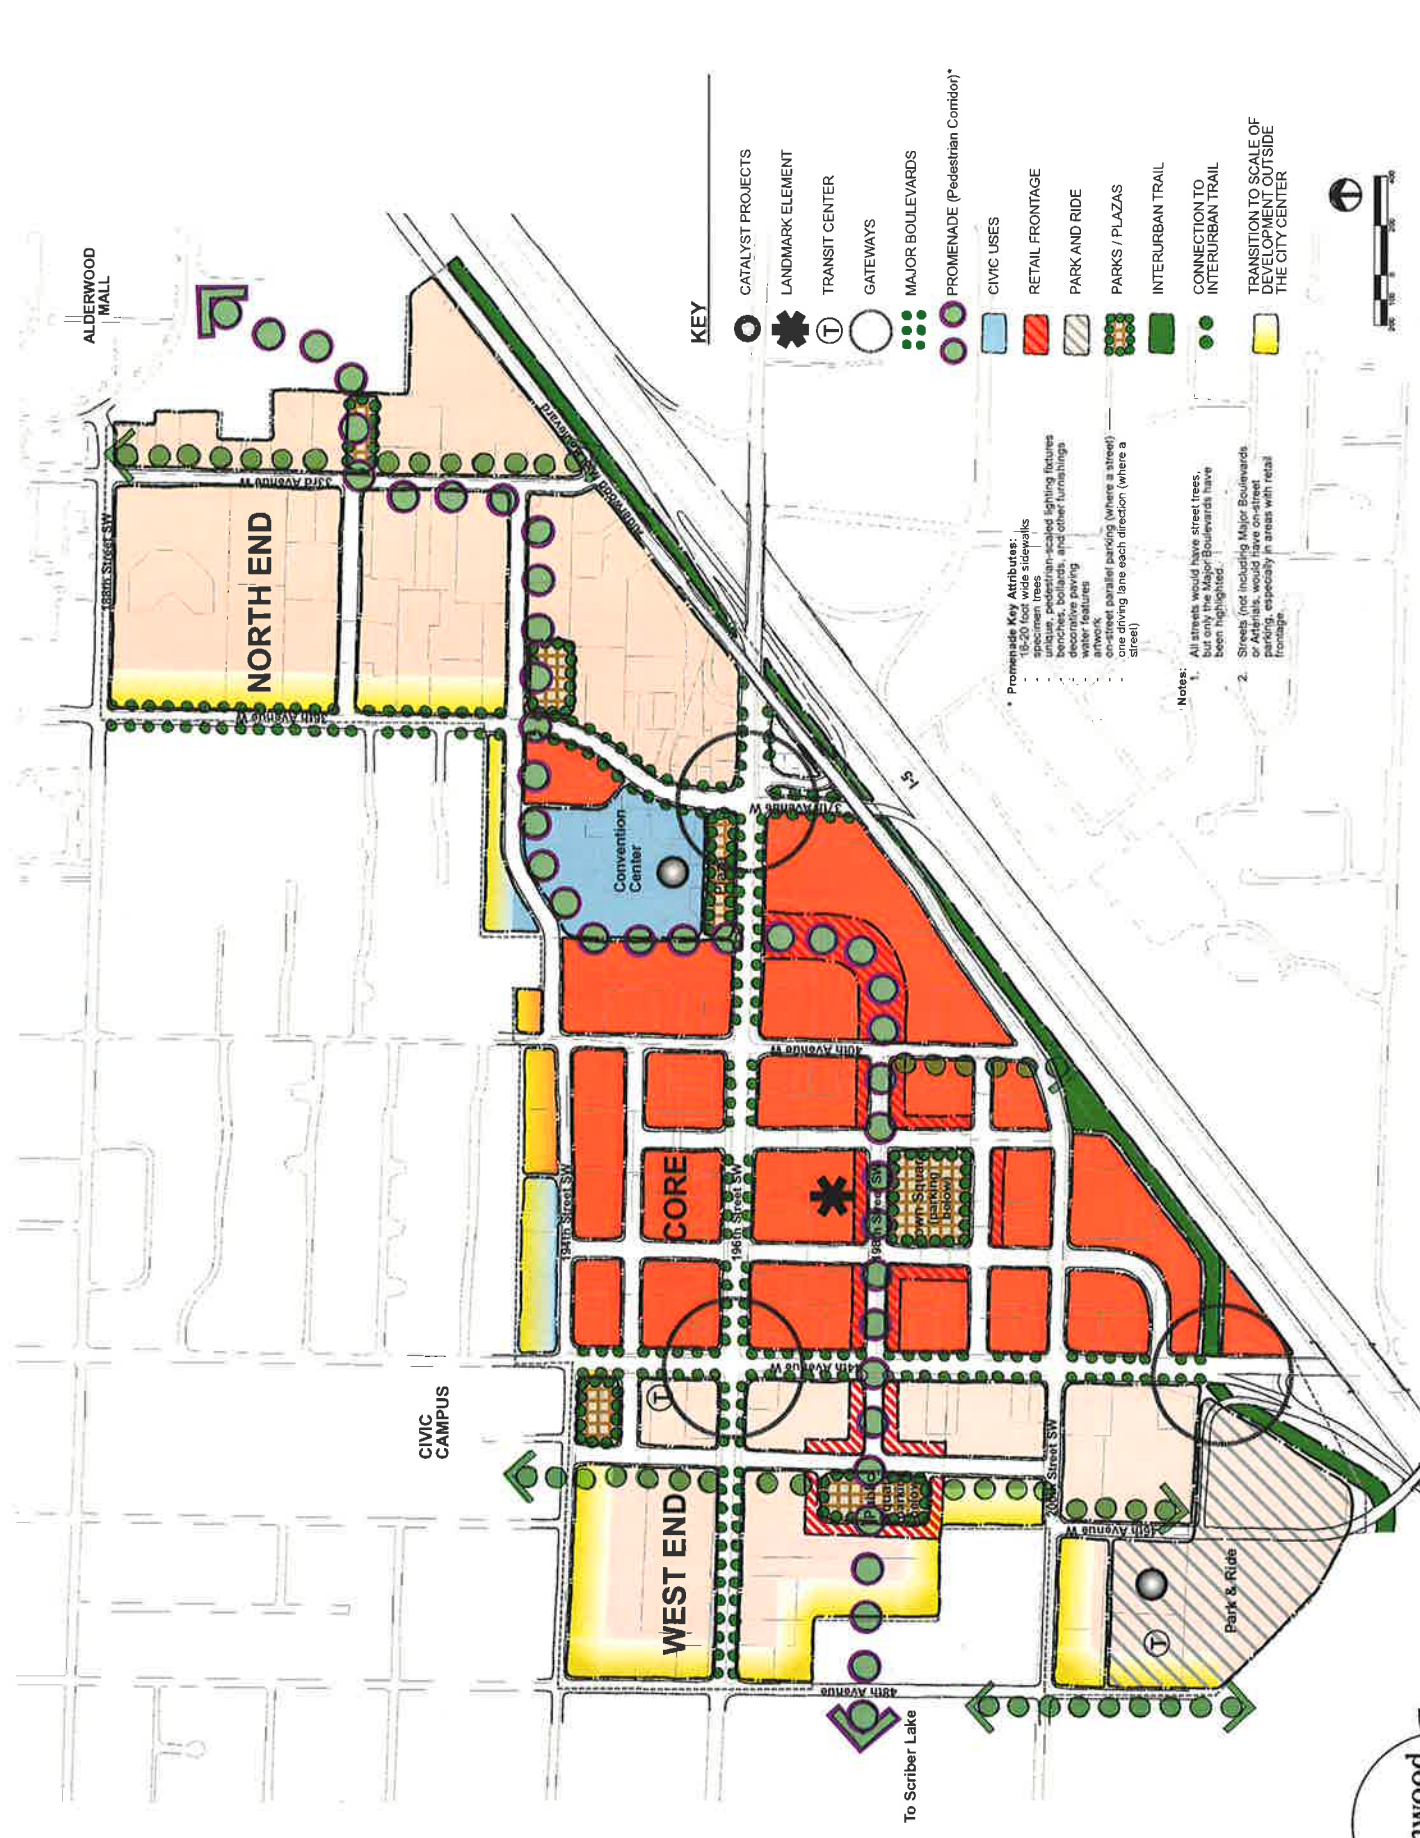 ALDERWOOD
MALL
188th Street SW
33rd Avenue W
NORTH END
36th Avenue W
Alderwood Mall Boulevard
Convention
Center
Plaza
37th Avenue W
I-5
40th Avenue W
194th Street SW
CORE
196th Street SW
198th Street SW
Town Square
(parking
below)
44th Avenue W
CIVIC
CAMPUS
T
WEST END
200th Street SW
46th Avenue W
Park & Ride
T
48th Avenue
To Scriber Lake
KEY
CATALYST PROJECTS
LANDMARK ELEMENT
T TRANSIT CENTER
GATEWAYS
MAJOR BOULEVARDS
PROMENADE (Pedestrian Corridor)*
CIVIC USES
RETAIL FRONTAGE
PARK AND RIDE
PARKS / PLAZAS
INTERURBAN TRAIL
CONNECTION TO
INTERURBAN TRAIL
TRANSITION TO SCALE OF
DEVELOPMENT OUTSIDE
THE CITY CENTER
* Promenade Key Attributes:
- 16-20 foot wide sidewalks
- specimen trees
- unique, pedestrian-scaled lighting fixtures
- benches, bollards, and other furnishings
- decorative paving
- water features
- artwork
- on-street parallel parking (where a street)
- one driving lane each direction (where a
street)
Notes:
1. All streets would have street trees,
but only the Major Boulevards have
been highlighted.
2. Streets (not including Major Boulevards
or Arterials, would have on-street
parking, especially in areas with retail
frontage.
200 100 0 200 400